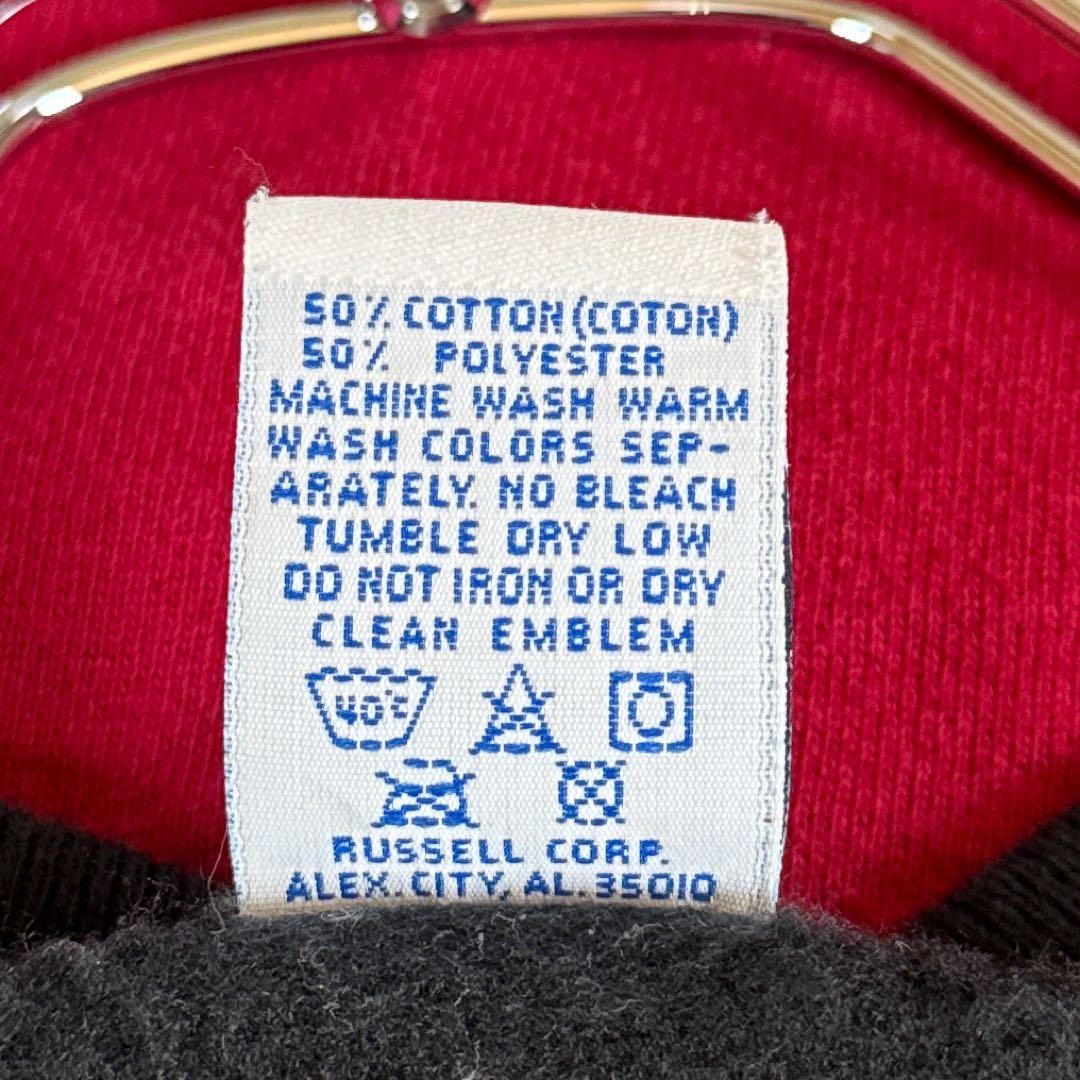 50% COTTON (COTON)
50% POLYESTER
MACHINE WASH WARM
WASH COLORS SEP-
ARATELY. NO BLEACH
TUMBLE DRY LOW
DO NOT IRON OR DRY
CLEAN EMBLEM
40°C
RUSSELL CORP.
ALEX. CITY, AL. 35010